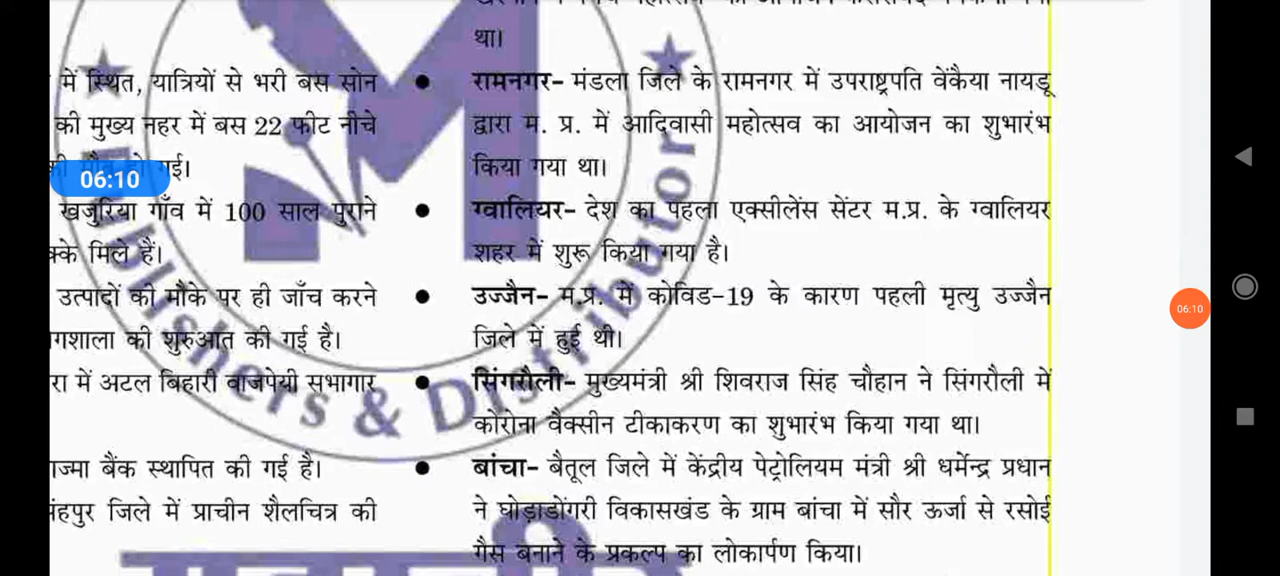 था।
में स्थित, यात्रियों से भरी बस सोन
की मुख्य नहर में बस 22 फीट नीचे
गई।
06:10
खजुरिया गाँव में 100 साल पुराने
क्के मिले हैं।
उत्पादों की मौके पर ही जाँच करने
गशाला की शुरुआत की गई है।
रा में अटल बिहारी वाजपेयी सभागार
ाज्मा बैंक स्थापित की गई है।
संहपुर जिले में प्राचीन शैलचित्र की
● रामनगर- मंडला जिले के रामनगर में उपराष्ट्रपति वेंकैया नायडू
द्वारा म. प्र. में आदिवासी महोत्सव का आयोजन का शुभारंभ
किया गया था।
● ग्वालियर- देश का पहला एक्सीलेंस सेंटर म.प्र. के ग्वालियर
शहर में शुरू किया गया है।
● उज्जैन- म.प्र. में कोविड-19 के कारण पहली मृत्यु उज्जैन
जिले में हुई थी।
● सिंगरौली- मुख्यमंत्री श्री शिवराज सिंह चौहान ने सिंगरौली में
कोरोना वैक्सीन टीकाकरण का शुभारंभ किया गया था।
● बांचा- बैतूल जिले में केंद्रीय पेट्रोलियम मंत्री श्री धर्मेन्द्र प्रधान
ने घोड़ाडोंगरी विकासखंड के ग्राम बांचा में सौर ऊर्जा से रसोई
गैस बनाने के प्रकल्प का लोकार्पण किया।
06:10
M
ublishers & Distributor